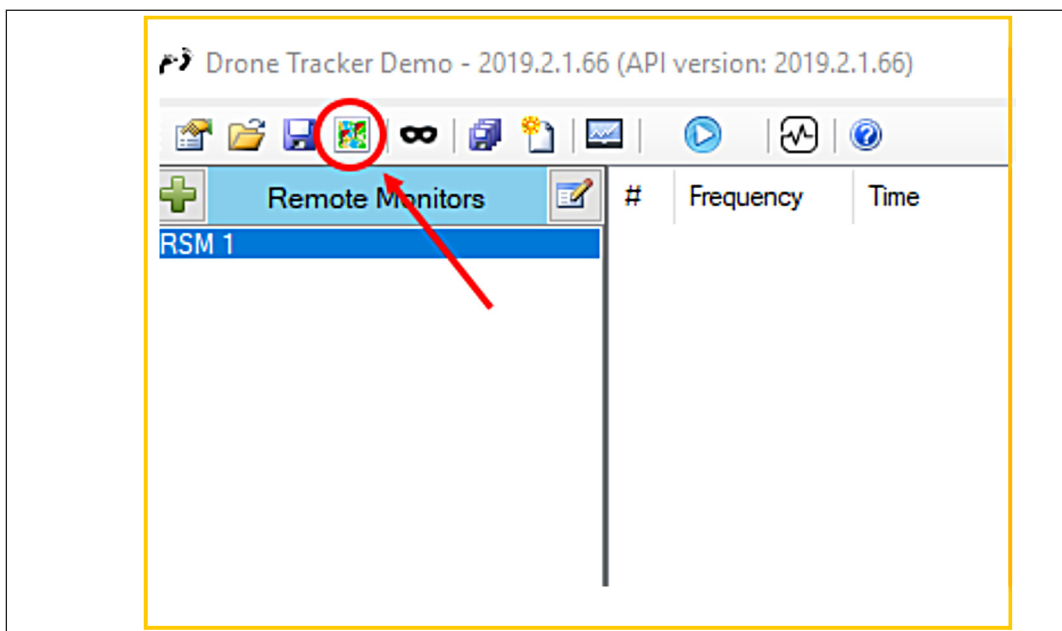 Drone Tracker Demo - 2019.2.1.66 (API version: 2019.2.1.66)
Remote Monitors # Frequency Time
RSM 1